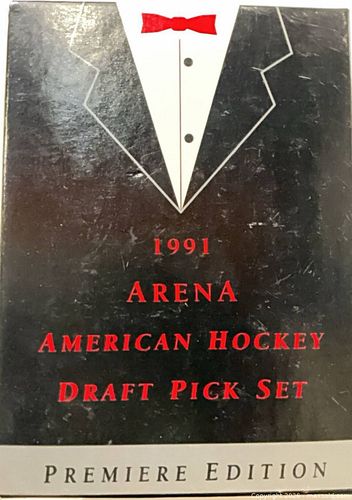 1991
ARENA
AMERICAN HOCKEY
DRAFT PICK SET
PREMIERE EDITION